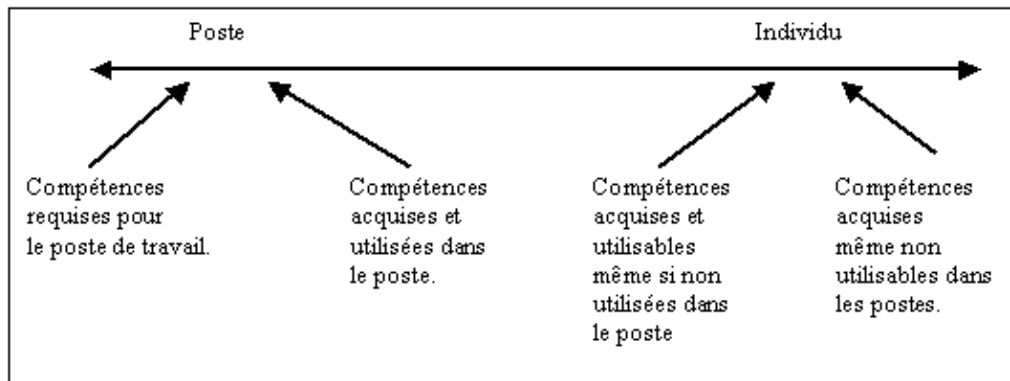 Poste
Individu
Compétences
requises pour
le poste de travail.
Compétences
acquises et
utilisées dans
le poste.
Compétences
acquises et
utilisables
même si non
utilisées dans
le poste
Compétences
acquises
même non
utilisables dans
les postes.